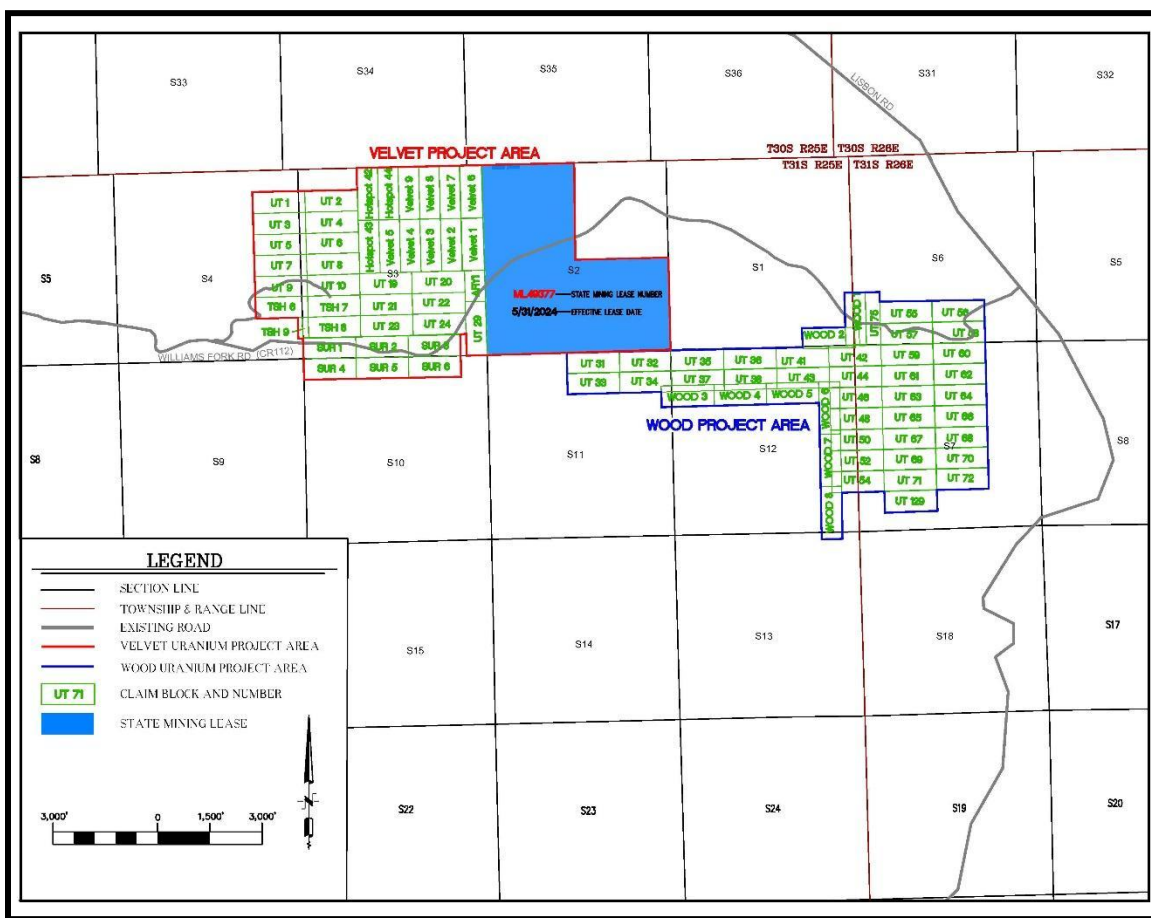 S33
S34
S35
S36
S31
S32
LISBON RD
VELVET PROJECT AREA
T30S R25E
T30S R26E
T31S R25E
T31S R26E
S5
S4
S3
S2
S1
S6
S5
UT 1
UT 2
UT 3
UT 4
UT 5
UT 6
UT 7
UT 8
UT 9
UT 10
TSH 6
TSH 7
TSH 9
TSH 8
Hotspot 42
Hotspot 44
Velvet 9
Velvet 8
Velvet 7
Velvet 6
Hotspot 43
Velvet 5
Velvet 4
Velvet 3
Velvet 2
Velvet 1
UT 19
UT 20
UT 21
UT 22
UT 23
UT 24
ARY1
UT 29
SUR 1
SUR 2
SUR 3
SUR 4
SUR 5
SUR 6
WILLIAMS FORK RD (CR112)
ML49377
STATE MINING LEASE NUMBER
5/31/2024
EFFECTIVE LEASE DATE
WOOD 1
UT 75
UT 55
UT 56
WOOD 2
UT 57
UT 58
UT 31
UT 32
UT 35
UT 36
UT 41
UT 42
UT 59
UT 60
UT 33
UT 34
UT 37
UT 38
UT 43
UT 44
UT 61
UT 62
WOOD 3
WOOD 4
WOOD 5
WOOD 6
UT 46
UT 63
UT 64
UT 48
UT 65
UT 66
WOOD 7
UT 50
UT 67
UT 68
UT 52
UT 69
UT 70
UT 54
UT 71
UT 72
WOOD 8
UT 129
WOOD PROJECT AREA
S8
S9
S10
S11
S12
S7
S8
S15
S14
S13
S18
S17
S22
S23
S24
S19
S20
LEGEND
SECTION LINE
TOWNSHIP & RANGE LINE
EXISTING ROAD
VELVET URANIUM PROJECT AREA
WOOD URANIUM PROJECT AREA
UT 71
CLAIM BLOCK AND NUMBER
STATE MINING LEASE
N
3,000'
0
1,500'
3,000'